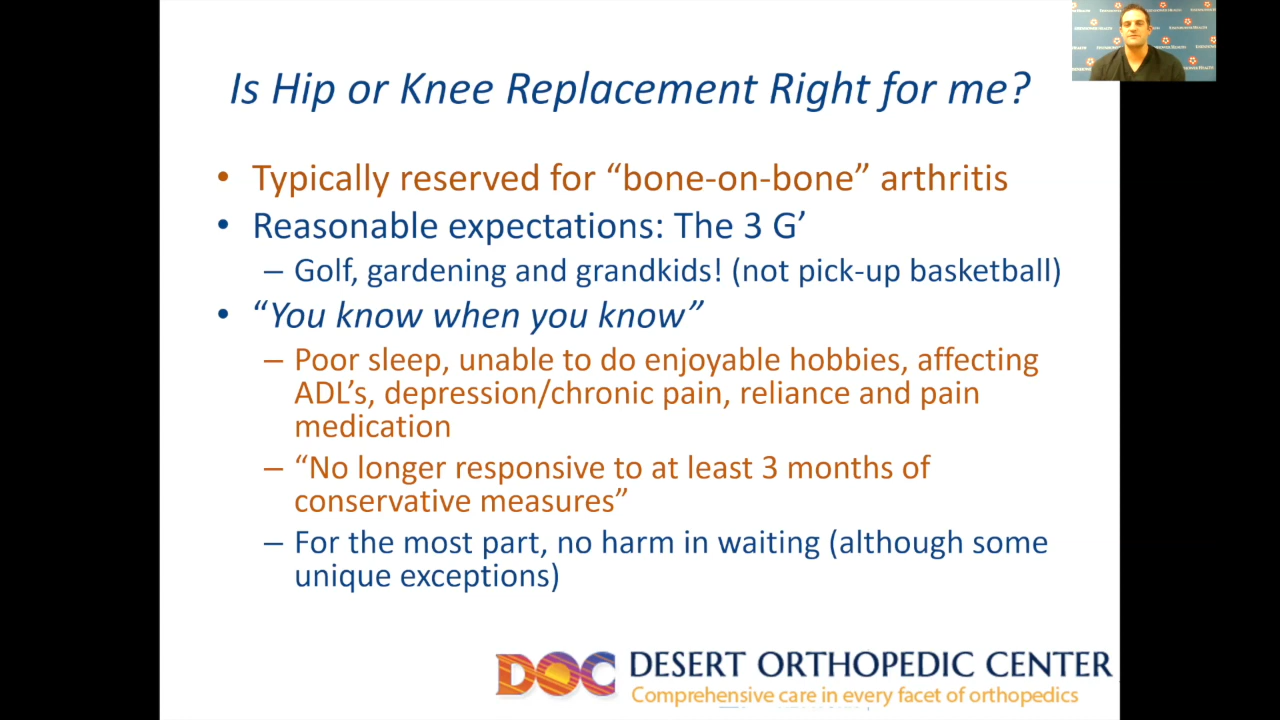 Is Hip or Knee Replacement Right for me?
• Typically reserved for “bone-on-bone” arthritis
• Reasonable expectations: The 3 G’
– Golf, gardening and grandkids! (not pick-up basketball)
• “You know when you know”
– Poor sleep, unable to do enjoyable hobbies, affecting
ADL’s, depression/chronic pain, reliance and pain
medication
– “No longer responsive to at least 3 months of
conservative measures”
– For the most part, no harm in waiting (although some
unique exceptions)
DOC DESERT ORTHOPEDIC CENTER
Comprehensive care in every facet of orthopedics